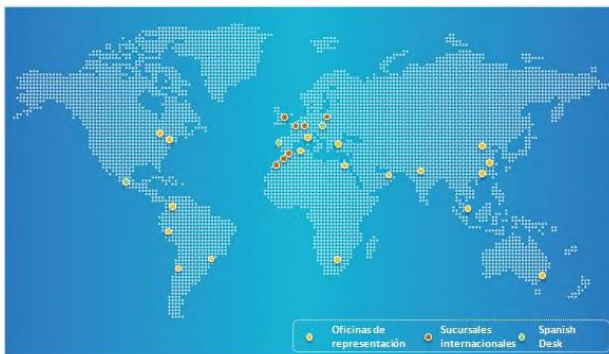 Oficinas de
representación
Sucursales
internacionales
Spanish
Desk